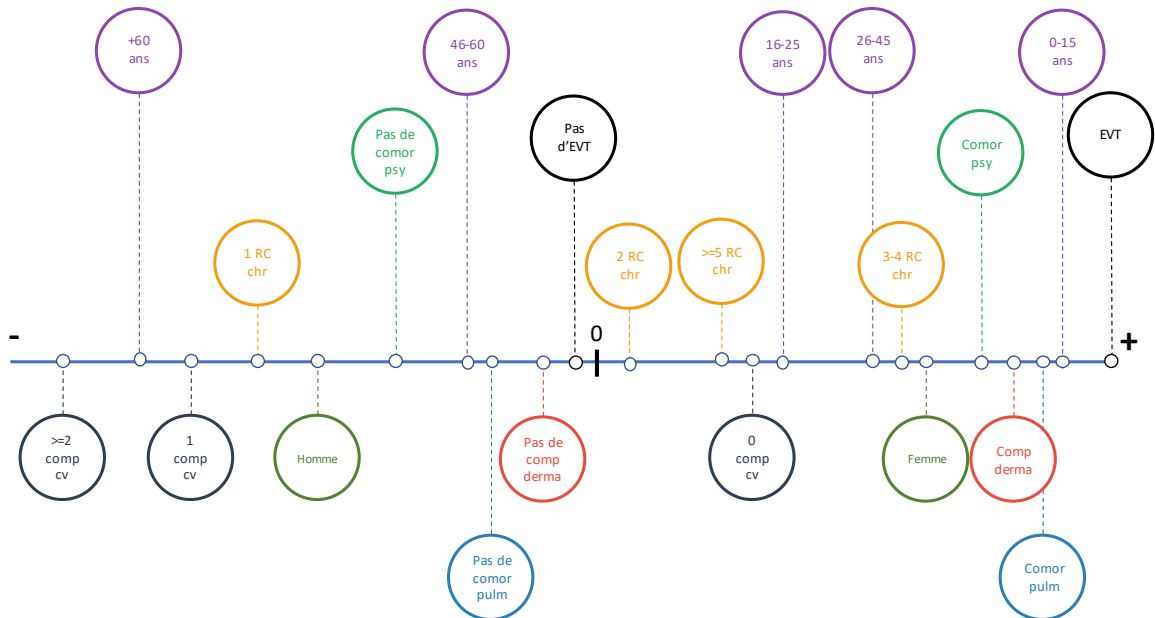 +60
ans
46-60
ans
16-25
ans
26-45
ans
0-15
ans
Pas de
comor
psy
Pas
d’EVT
Comor
psy
EVT
1 RC
chr
2 RC
chr
>=5 RC
chr
3-4 RC
chr
-
0
+
>=2
comp
cv
1
comp
cv
Homme
Pas de
comp
derma
0
comp
cv
Femme
Comp
derma
Pas de
comor
pulm
Comor
pulm